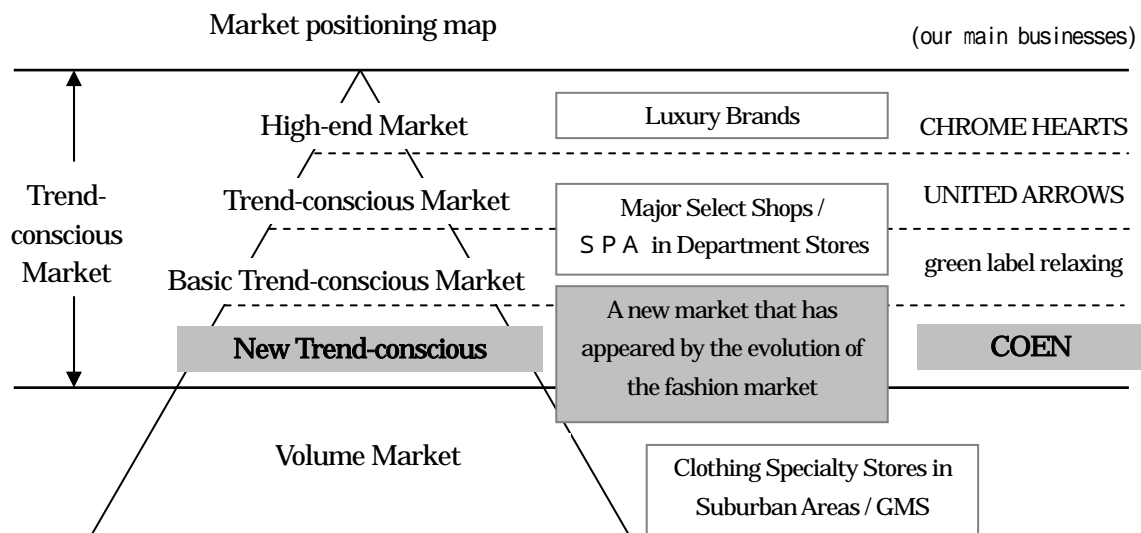 Market positioning map
(our main businesses)
High-end Market
Luxury Brands
CHROME HEARTS
Trend-
conscious
Market
Trend-conscious Market
Major Select Shops /
ＳＰＡ in Department Stores
UNITED ARROWS
Basic Trend-conscious Market
green label relaxing
New Trend-conscious
A new market that has
appeared by the evolution of
the fashion market
COEN
Volume Market
Clothing Specialty Stores in
Suburban Areas / GMS